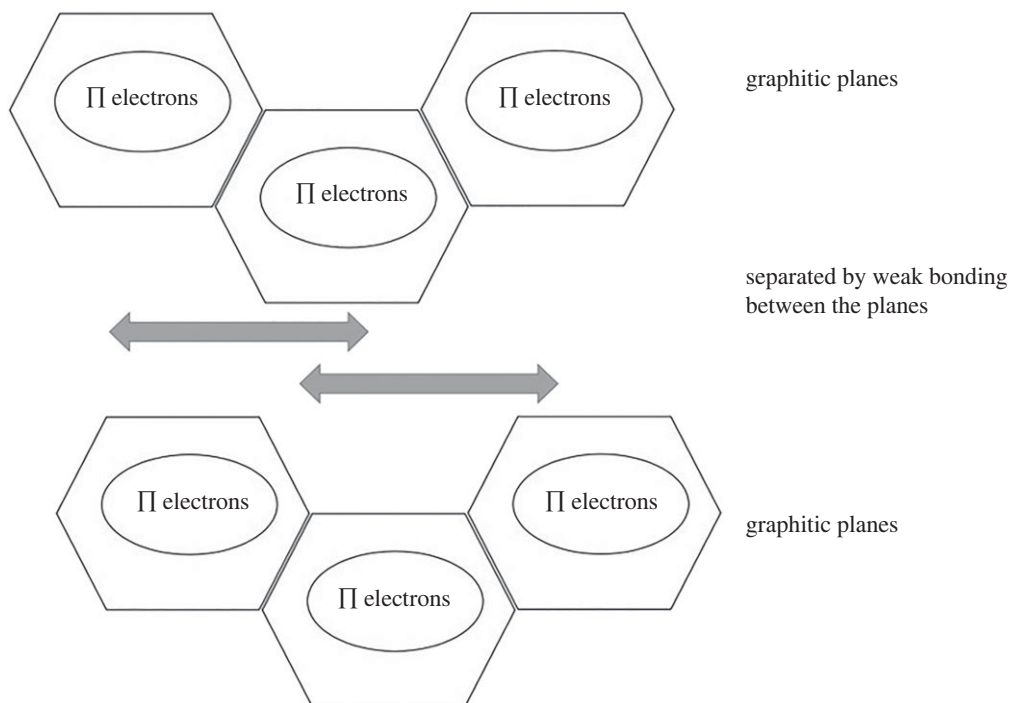 ∏ electrons
∏ electrons
graphitic planes
∏ electrons
separated by weak bonding
between the planes
∏ electrons
∏ electrons
graphitic planes
∏ electrons